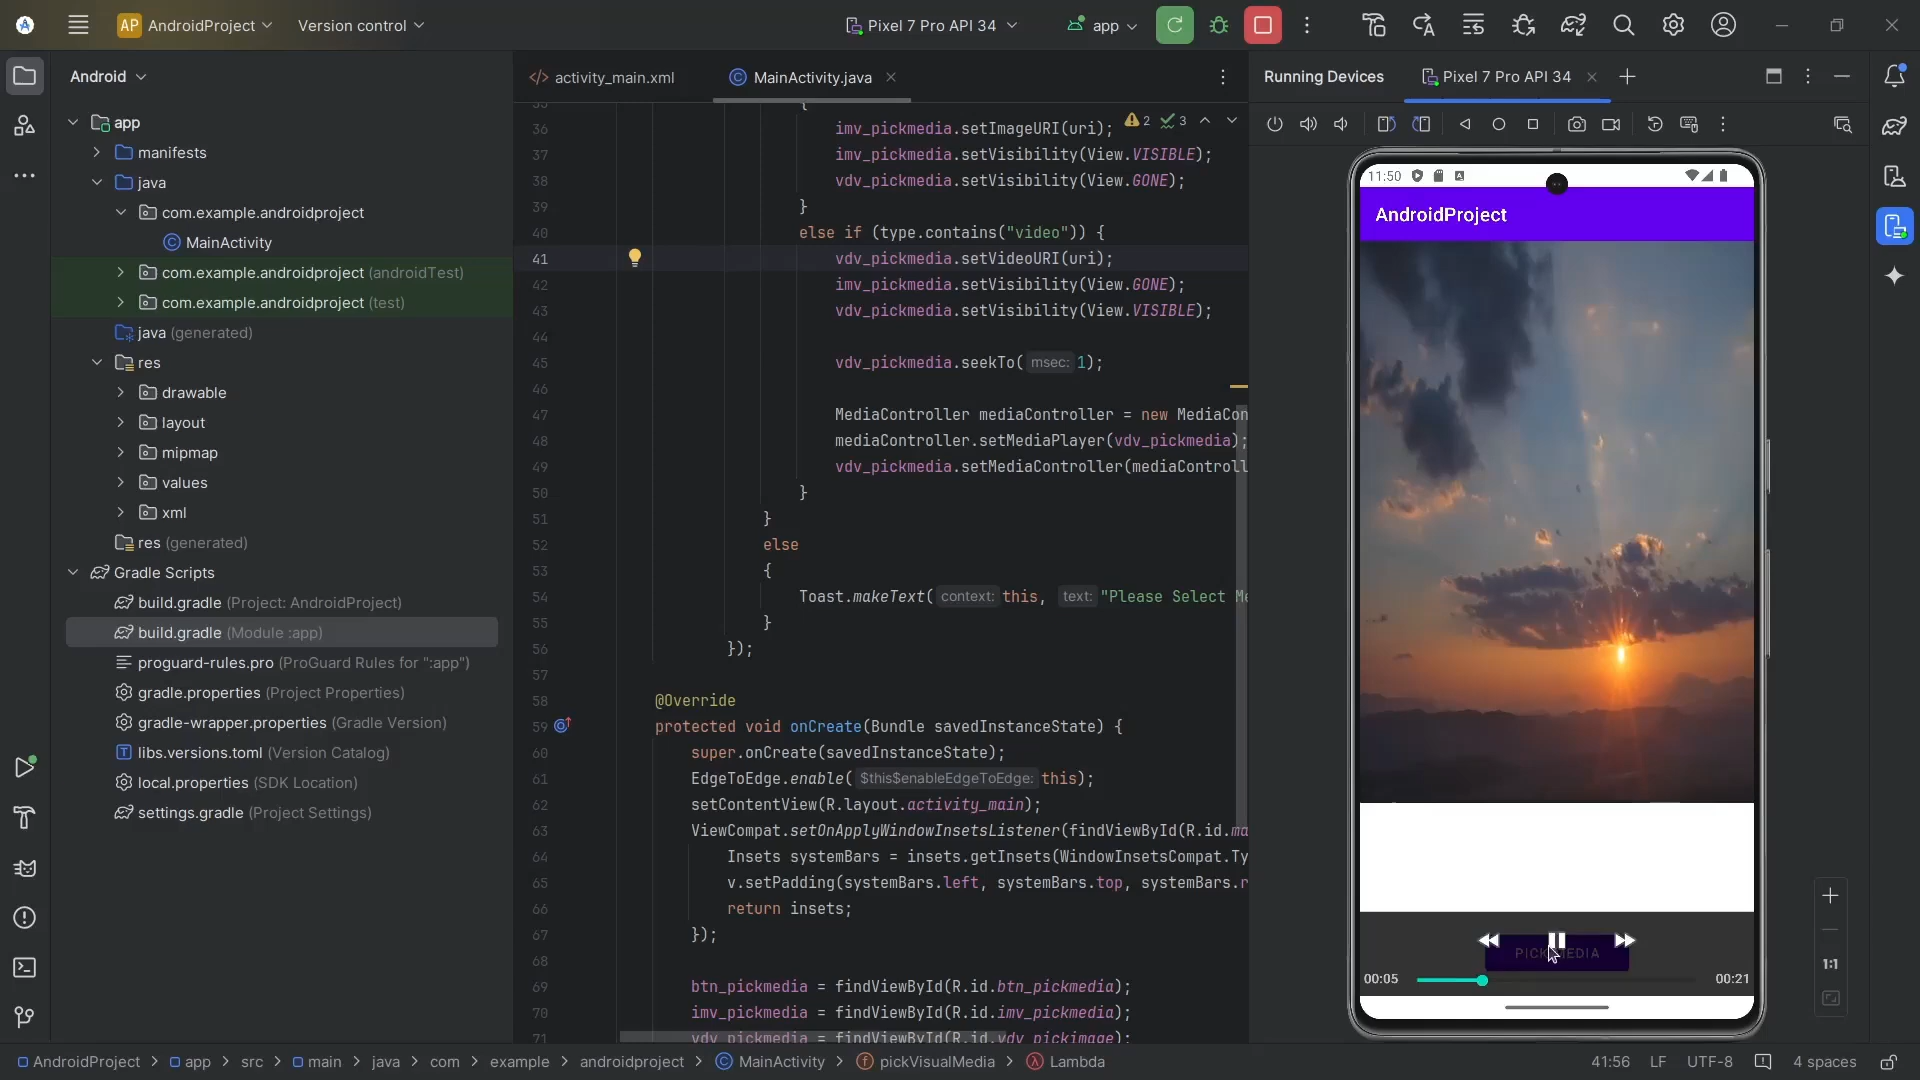 AP AndroidProject Version control Pixel 7 Pro API 34 app
Android
app
manifests
java
com.example.androidproject
MainActivity
com.example.androidproject (androidTest)
com.example.androidproject (test)
java (generated)
res
drawable
layout
mipmap
values
xml
res (generated)
Gradle Scripts
build.gradle (Project: AndroidProject)
build.gradle (Module :app)
proguard-rules.pro (ProGuard Rules for ":app")
gradle.properties (Project Properties)
gradle-wrapper.properties (Gradle Version)
libs.versions.toml (Version Catalog)
local.properties (SDK Location)
settings.gradle (Project Settings)
activity_main.xml MainActivity.java
2 3
35 {
36 imv_pickmedia.setImageURI(uri);
37 imv_pickmedia.setVisibility(View.VISIBLE);
38 vdv_pickmedia.setVisibility(View.GONE);
39 }
40 else if (type.contains("video")) {
41 vdv_pickmedia.setVideoURI(uri);
42 imv_pickmedia.setVisibility(View.GONE);
43 vdv_pickmedia.setVisibility(View.VISIBLE);
44
45 vdv_pickmedia.seekTo( msec: 1);
46
47 MediaController mediaController = new MediaCon
48 mediaController.setMediaPlayer(vdv_pickmedia);
49 vdv_pickmedia.setMediaController(mediaControll
50 }
51 }
52 else
53 {
54 Toast.makeText( context: this, text: "Please Select Me
55 }
56 });
57
58 @Override
59 protected void onCreate(Bundle savedInstanceState) {
60 super.onCreate(savedInstanceState);
61 EdgeToEdge.enable( $this$enableEdgeToEdge: this);
62 setContentView(R.layout.activity_main);
63 ViewCompat.setOnApplyWindowInsetsListener(findViewById(R.id.ma
64 Insets systemBars = insets.getInsets(WindowInsetsCompat.Ty
65 v.setPadding(systemBars.left, systemBars.top, systemBars.r
66 return insets;
67 });
68
69 btn_pickmedia = findViewById(R.id.btn_pickmedia);
70 imv_pickmedia = findViewById(R.id.imv_pickmedia);
71 vdv_pickmedia = findViewById(R.id.vdv_pickimage);
Running Devices Pixel 7 Pro API 34
11:50
AndroidProject
PICK MEDIA
00:05 00:21
1:1
AndroidProject app src main java com example androidproject MainActivity pickVisualMedia Lambda 41:56 LF UTF-8 4 spaces